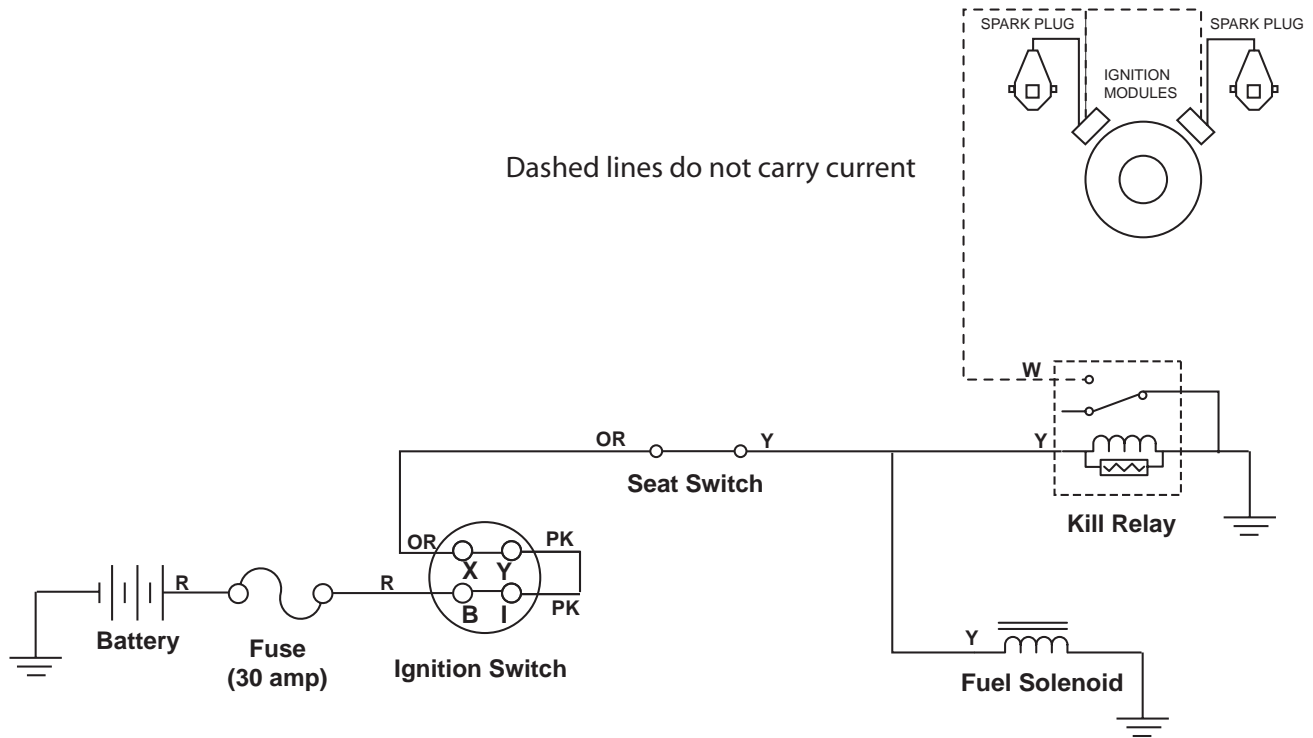 SPARK PLUG
SPARK PLUG
IGNITION
MODULES
Dashed lines do not carry current
W
OR
Y
Y
Seat Switch
Kill Relay
OR
PK
X
Y
R
R
B
I
PK
Battery
Fuse
(30 amp)
Ignition Switch
Y
Fuel Solenoid